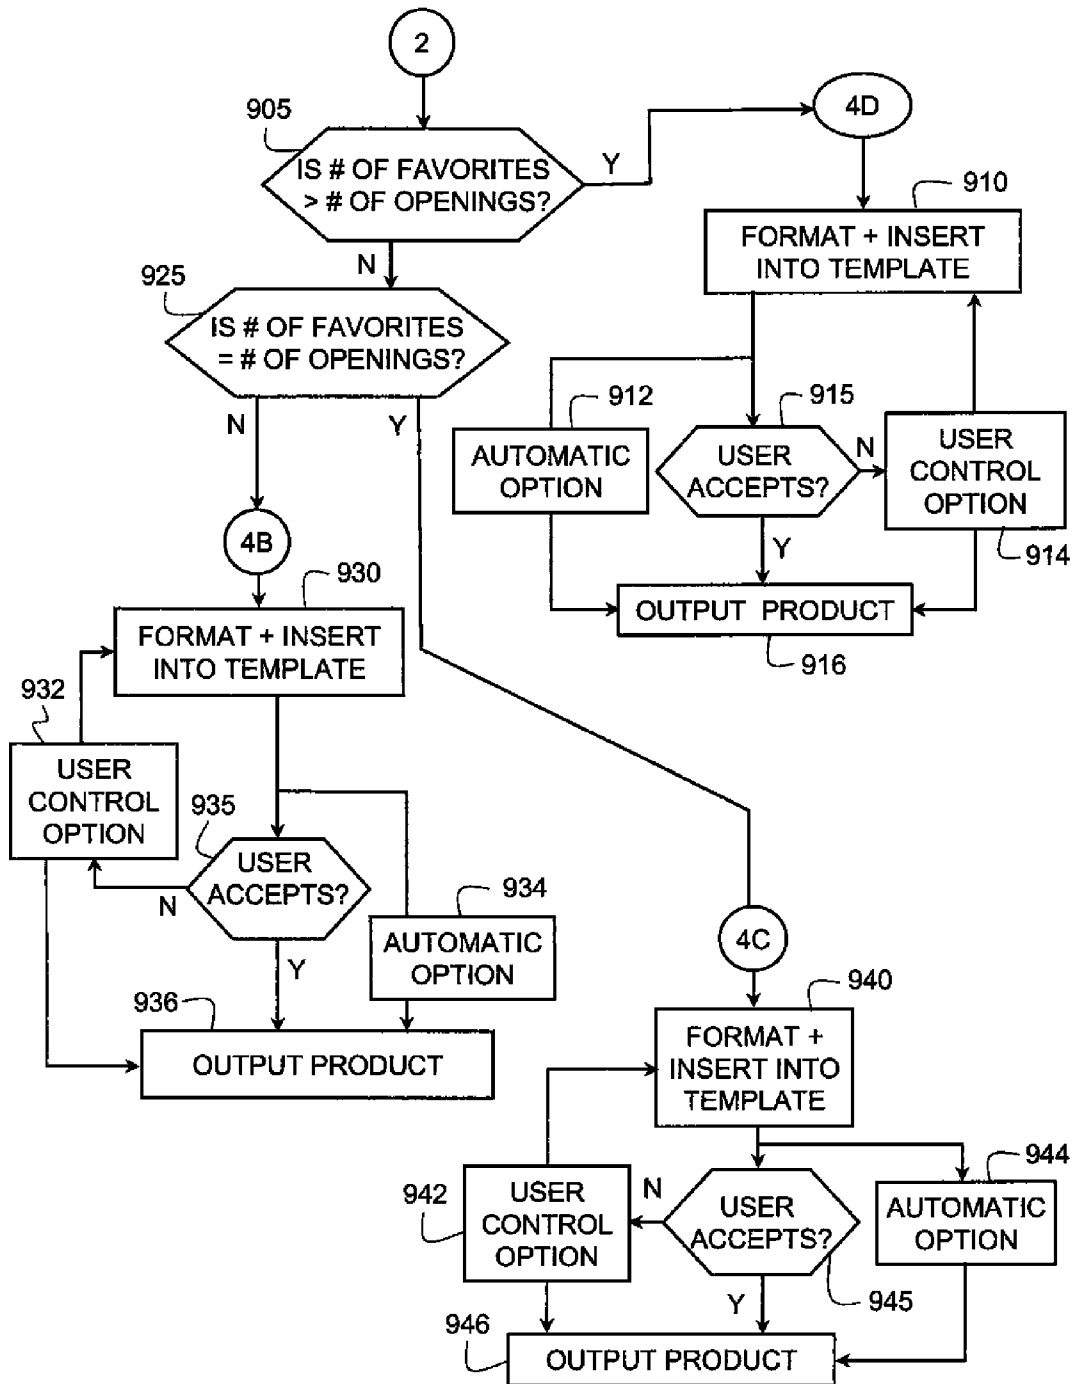 2
905
IS # OF FAVORITES
> # OF OPENINGS?
Y
4D
910
FORMAT + INSERT
INTO TEMPLATE
N
925
IS # OF FAVORITES
= # OF OPENINGS?
N
Y
912
AUTOMATIC
OPTION
915
USER
ACCEPTS?
N
USER
CONTROL
OPTION
914
Y
OUTPUT PRODUCT
916
4B
930
FORMAT + INSERT
INTO TEMPLATE
932
USER
CONTROL
OPTION
935
USER
ACCEPTS?
N
Y
934
AUTOMATIC
OPTION
936
OUTPUT PRODUCT
4C
940
FORMAT +
INSERT INTO
TEMPLATE
942
USER
CONTROL
OPTION
N
USER
ACCEPTS?
945
Y
944
AUTOMATIC
OPTION
946
OUTPUT PRODUCT